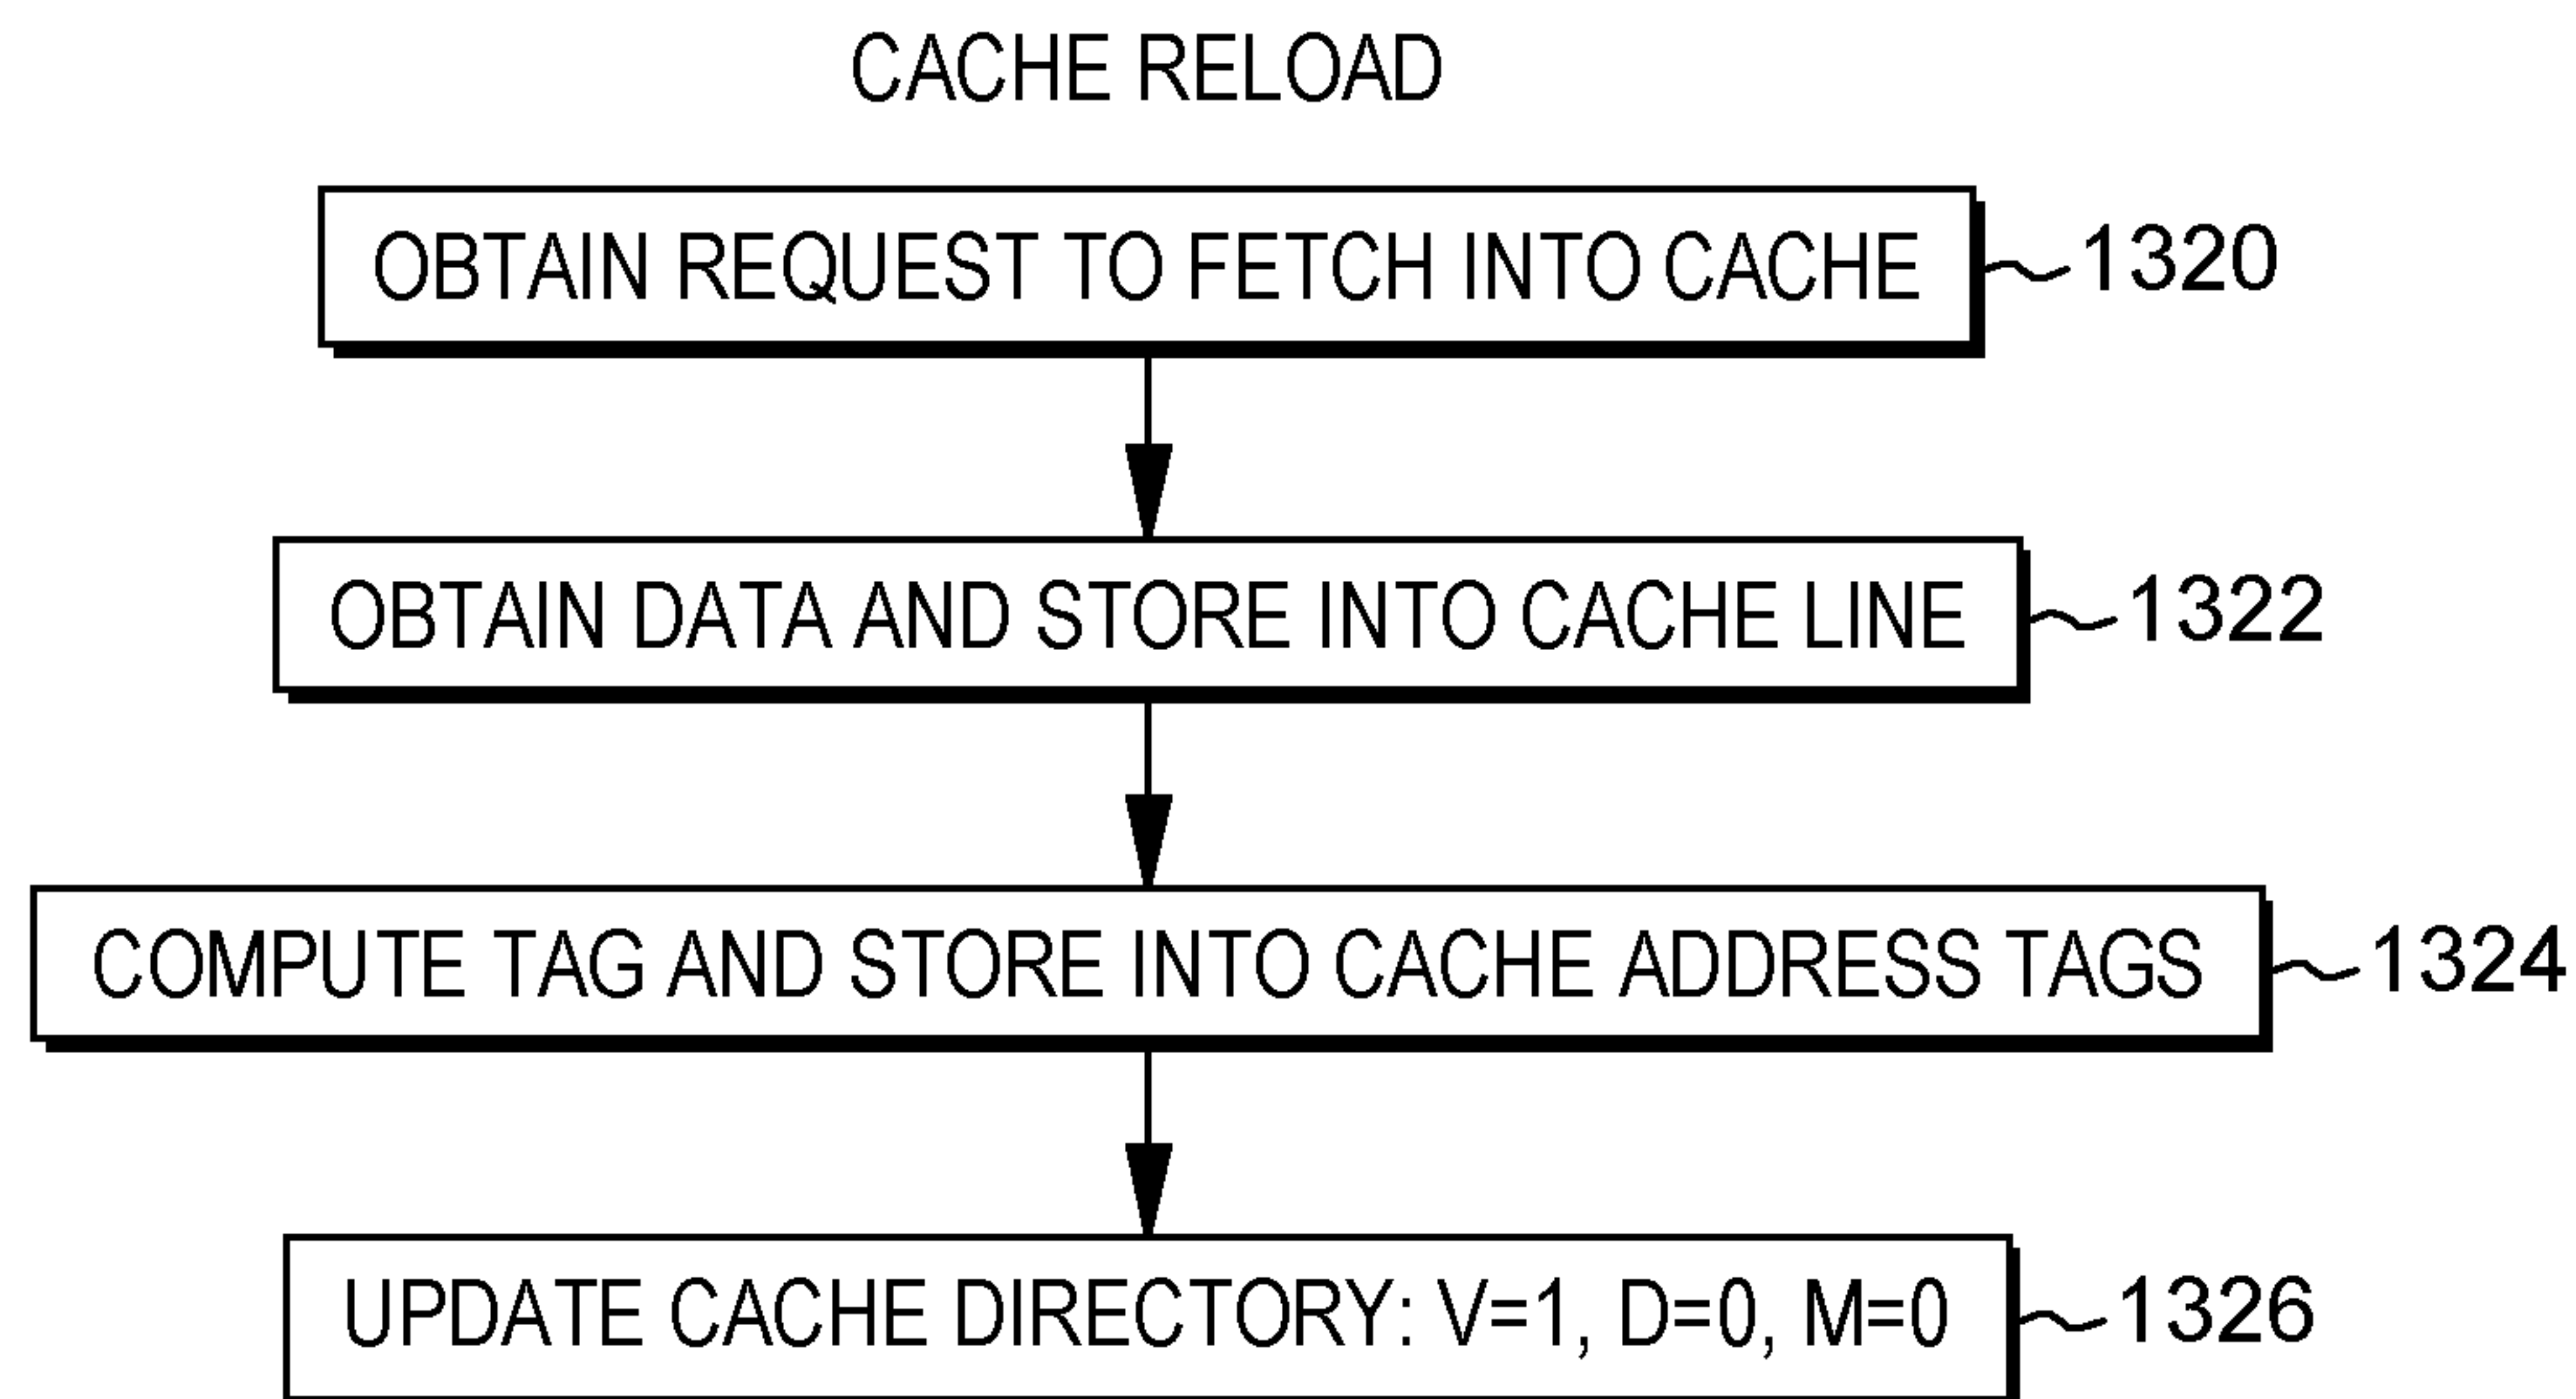 CACHE RELOAD
OBTAIN REQUEST TO FETCH INTO CACHE 1320
OBTAIN DATA AND STORE INTO CACHE LINE 1322
COMPUTE TAG AND STORE INTO CACHE ADDRESS TAGS 1324
UPDATE CACHE DIRECTORY: V=1, D=0, M=0 1326